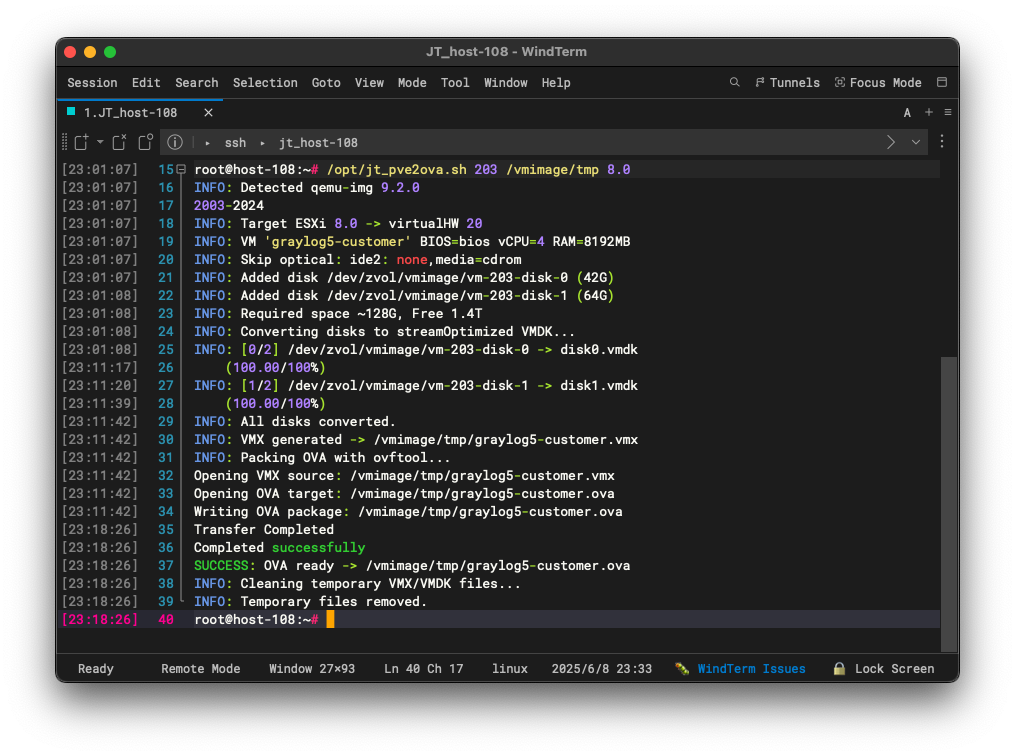 JT_host-108 - WindTerm
Session Edit Search Selection Goto View Mode Tool Window Help Tunnels Focus Mode
1.JT_host-108 × A + ≡
ssh ▸ jt_host-108
[23:01:07] 15 root@host-108:~# /opt/jt_pve2ova.sh 203 /vmimage/tmp 8.0
[23:01:07] 16 INFO: Detected qemu-img 9.2.0
[23:01:07] 17 2003-2024
[23:01:07] 18 INFO: Target ESXi 8.0 -> virtualHW 20
[23:01:07] 19 INFO: VM 'graylog5-customer' BIOS=bios vCPU=4 RAM=8192MB
[23:01:07] 20 INFO: Skip optical: ide2: none,media=cdrom
[23:01:07] 21 INFO: Added disk /dev/zvol/vmimage/vm-203-disk-0 (42G)
[23:01:08] 22 INFO: Added disk /dev/zvol/vmimage/vm-203-disk-1 (64G)
[23:01:08] 23 INFO: Required space ~128G, Free 1.4T
[23:01:08] 24 INFO: Converting disks to streamOptimized VMDK...
[23:01:08] 25 INFO: [0/2] /dev/zvol/vmimage/vm-203-disk-0 -> disk0.vmdk
[23:11:17] 26 (100.00/100%)
[23:11:20] 27 INFO: [1/2] /dev/zvol/vmimage/vm-203-disk-1 -> disk1.vmdk
[23:11:39] 28 (100.00/100%)
[23:11:42] 29 INFO: All disks converted.
[23:11:42] 30 INFO: VMX generated -> /vmimage/tmp/graylog5-customer.vmx
[23:11:42] 31 INFO: Packing OVA with ovftool...
[23:11:42] 32 Opening VMX source: /vmimage/tmp/graylog5-customer.vmx
[23:11:42] 33 Opening OVA target: /vmimage/tmp/graylog5-customer.ova
[23:11:42] 34 Writing OVA package: /vmimage/tmp/graylog5-customer.ova
[23:18:26] 35 Transfer Completed
[23:18:26] 36 Completed successfully
[23:18:26] 37 SUCCESS: OVA ready -> /vmimage/tmp/graylog5-customer.ova
[23:18:26] 38 INFO: Cleaning temporary VMX/VMDK files...
[23:18:26] 39 INFO: Temporary files removed.
[23:18:26] 40 root@host-108:~#
Ready Remote Mode Window 27×93 Ln 40 Ch 17 linux 2025/6/8 23:33 WindTerm Issues Lock Screen